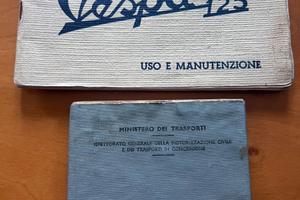 Vespa 125
USO E MANUTENZIONE
MINISTERO DEI TRASPORTI
ISPETTORATO GENERALE DELLA MOTORIZZAZIONE CIVILE
E DEI TRASPORTI IN CONCESSIONE